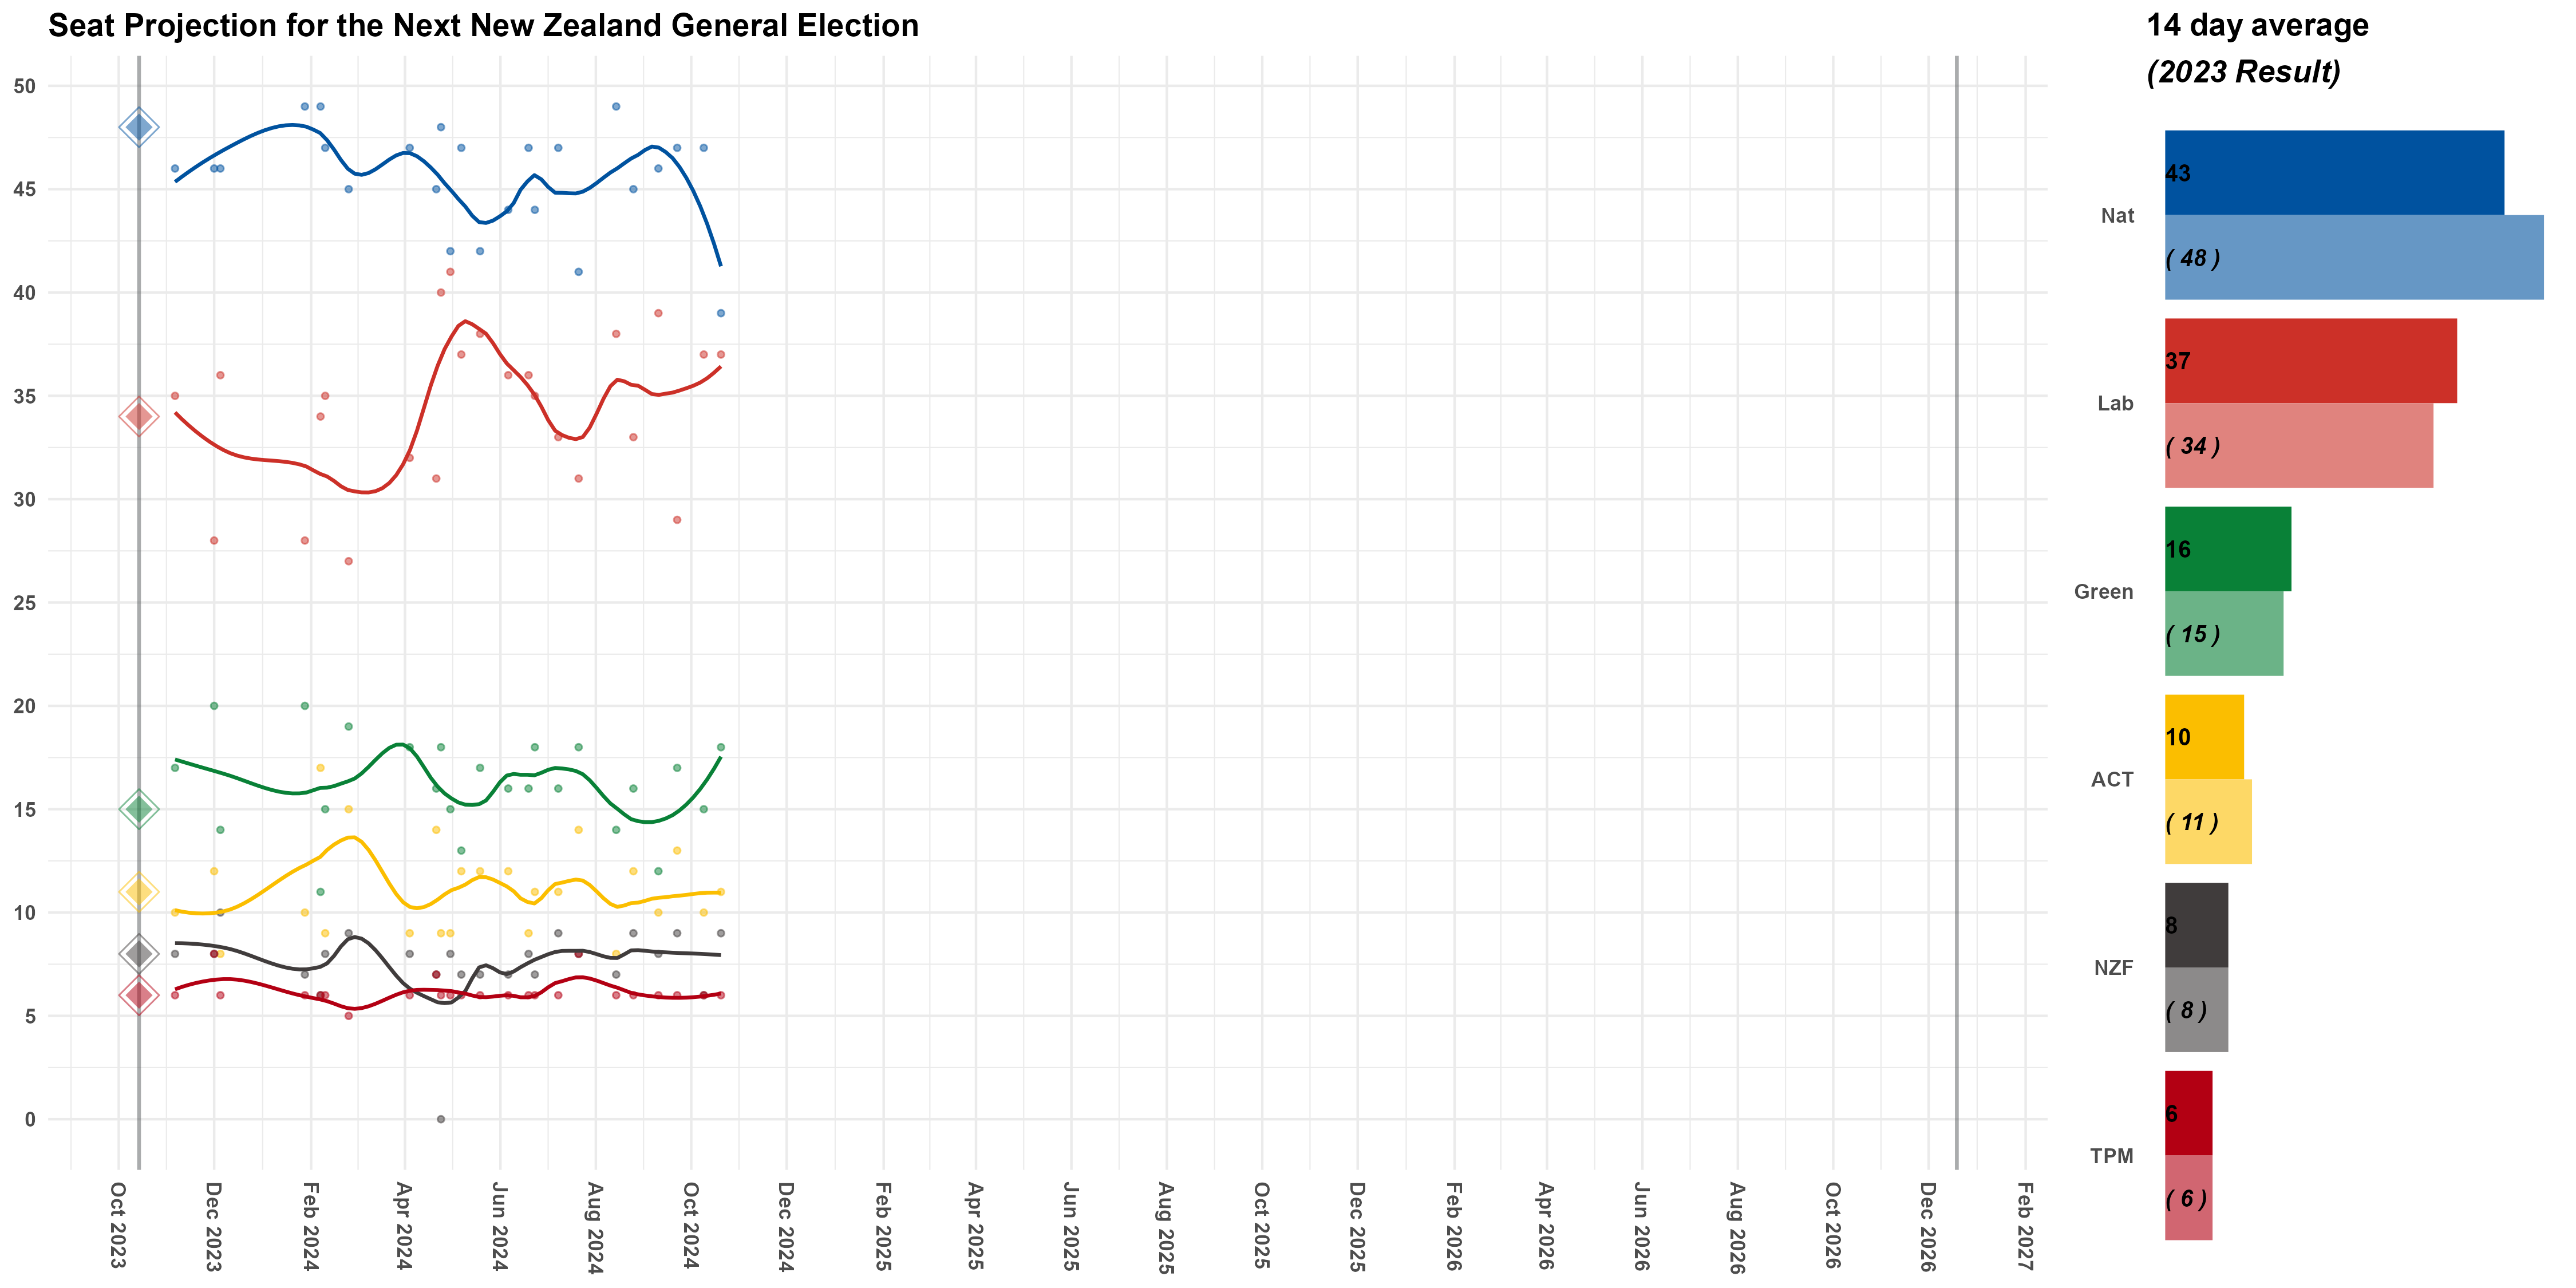 Seat Projection for the Next New Zealand General Election
50
45
40
35
30
25
20
15
10
5
0
Oct 2023
Dec 2023
Feb 2024
Apr 2024
Jun 2024
Aug 2024
Oct 2024
Dec 2024
Feb 2025
Apr 2025
Jun 2025
Aug 2025
Oct 2025
Dec 2025
Feb 2026
Apr 2026
Jun 2026
Aug 2026
Oct 2026
Dec 2026
Feb 2027
14 day average
(2023 Result)
Nat
43
( 48 )
Lab
37
( 34 )
Green
16
( 15 )
ACT
10
( 11 )
NZF
8
( 8 )
TPM
6
( 6 )